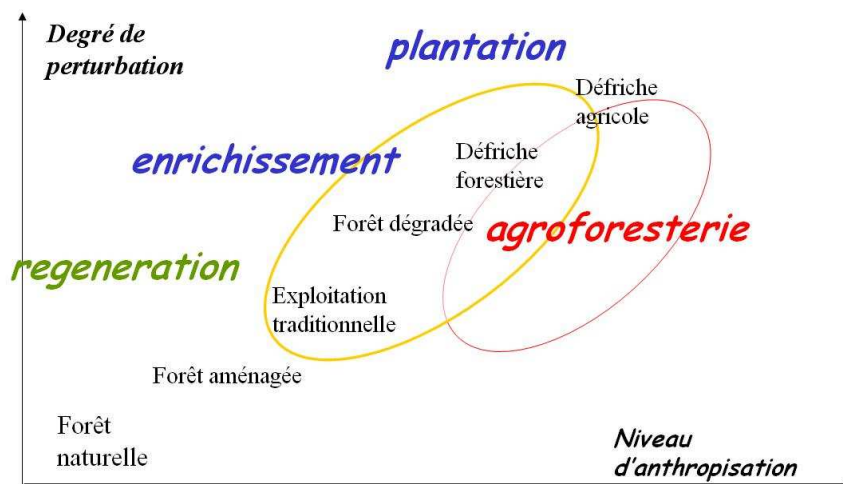 Degré de
perturbation
plantation
Défriche
agricole
enrichissement
Défriche
forestière
Forêt dégradée
agroforesterie
regeneration
Exploitation
traditionnelle
Forêt aménagée
Forêt
naturelle
Niveau
d'anthropisation